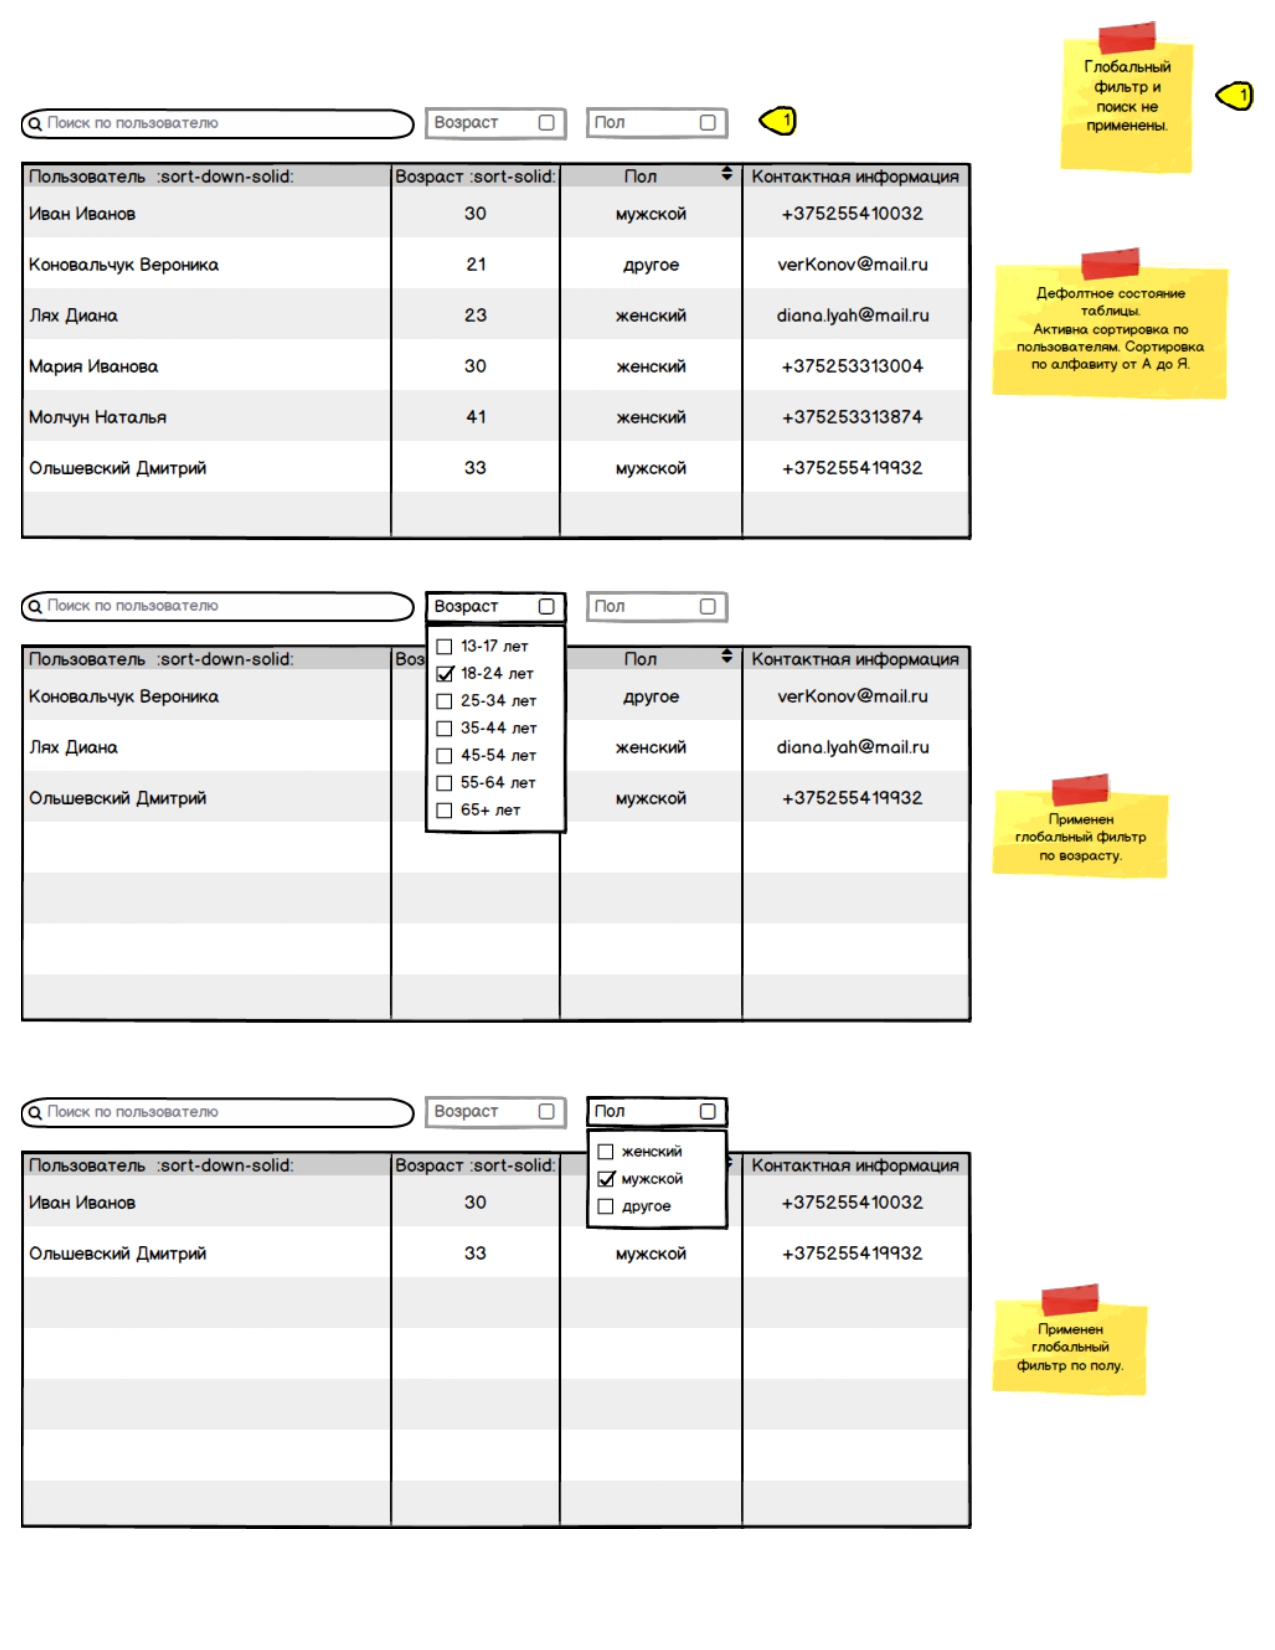 Глобальный
фильтр и
поиск не
применены.
1
Поиск по пользователю
Возраст
Пол
1
Пользователь :sort-down-solid:
Возраст :sort-solid:
Пол
Контактная информация
Иван Иванов
30
мужской
+375255410032
Коновальчук Вероника
21
другое
verKonov@mail.ru
Лях Диана
23
женский
diana.lyah@mail.ru
Мария Иванова
30
женский
+375253313004
Молчун Наталья
41
женский
+375253313874
Ольшевский Дмитрий
33
мужской
+375255419932
Дефолтное состояние
таблицы.
Активна сортировка по
пользователям. Сортировка
по алфавиту от А до Я.
Поиск по пользователю
Возраст
Пол
13-17 лет
18-24 лет
25-34 лет
35-44 лет
45-54 лет
55-64 лет
65+ лет
Пользователь :sort-down-solid:
Воз
Пол
Контактная информация
Коновальчук Вероника
другое
verKonov@mail.ru
Лях Диана
женский
diana.lyah@mail.ru
Ольшевский Дмитрий
мужской
+375255419932
Применен
глобальный фильтр
по возрасту.
Поиск по пользователю
Возраст
Пол
женский
мужской
другое
Пользователь :sort-down-solid:
Возраст :sort-solid:
Контактная информация
Иван Иванов
30
+375255410032
Ольшевский Дмитрий
33
мужской
+375255419932
Применен
глобальный
фильтр по полу.